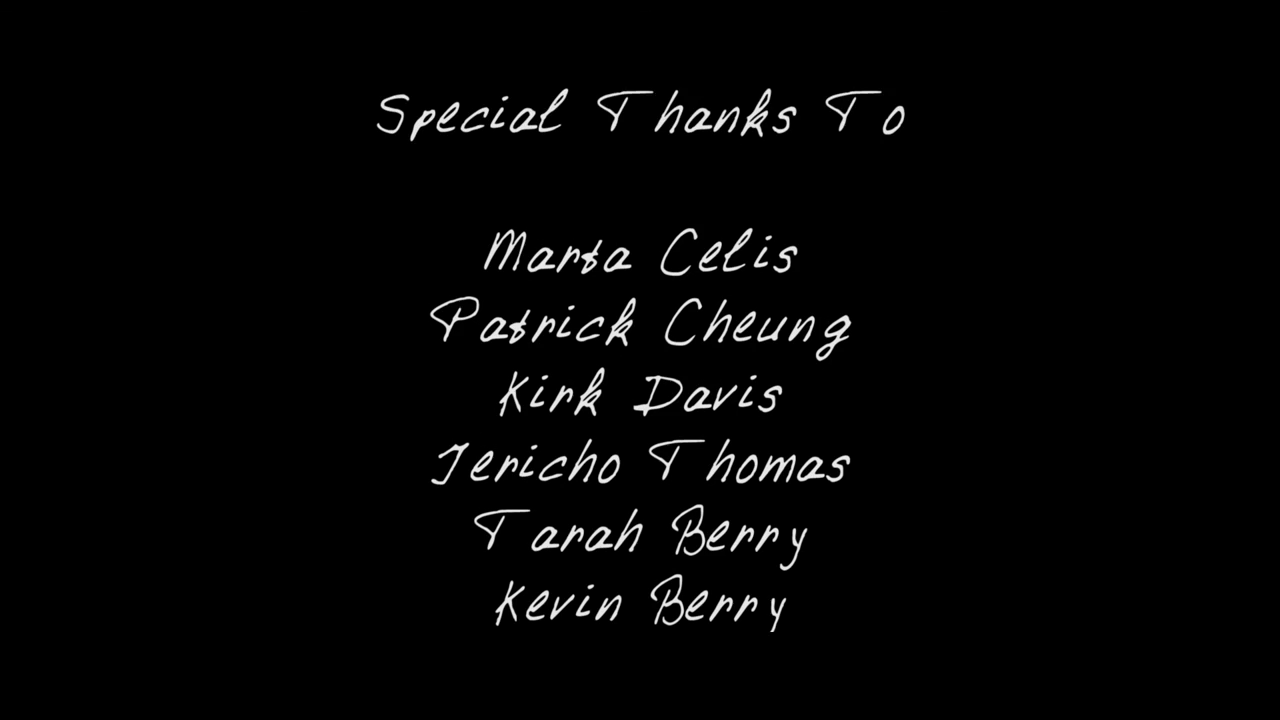 Special Thanks To
Marta Celis
Patrick Cheung
Kirk Davis
Jericho Thomas
Tarah Berry
Kevin Berry